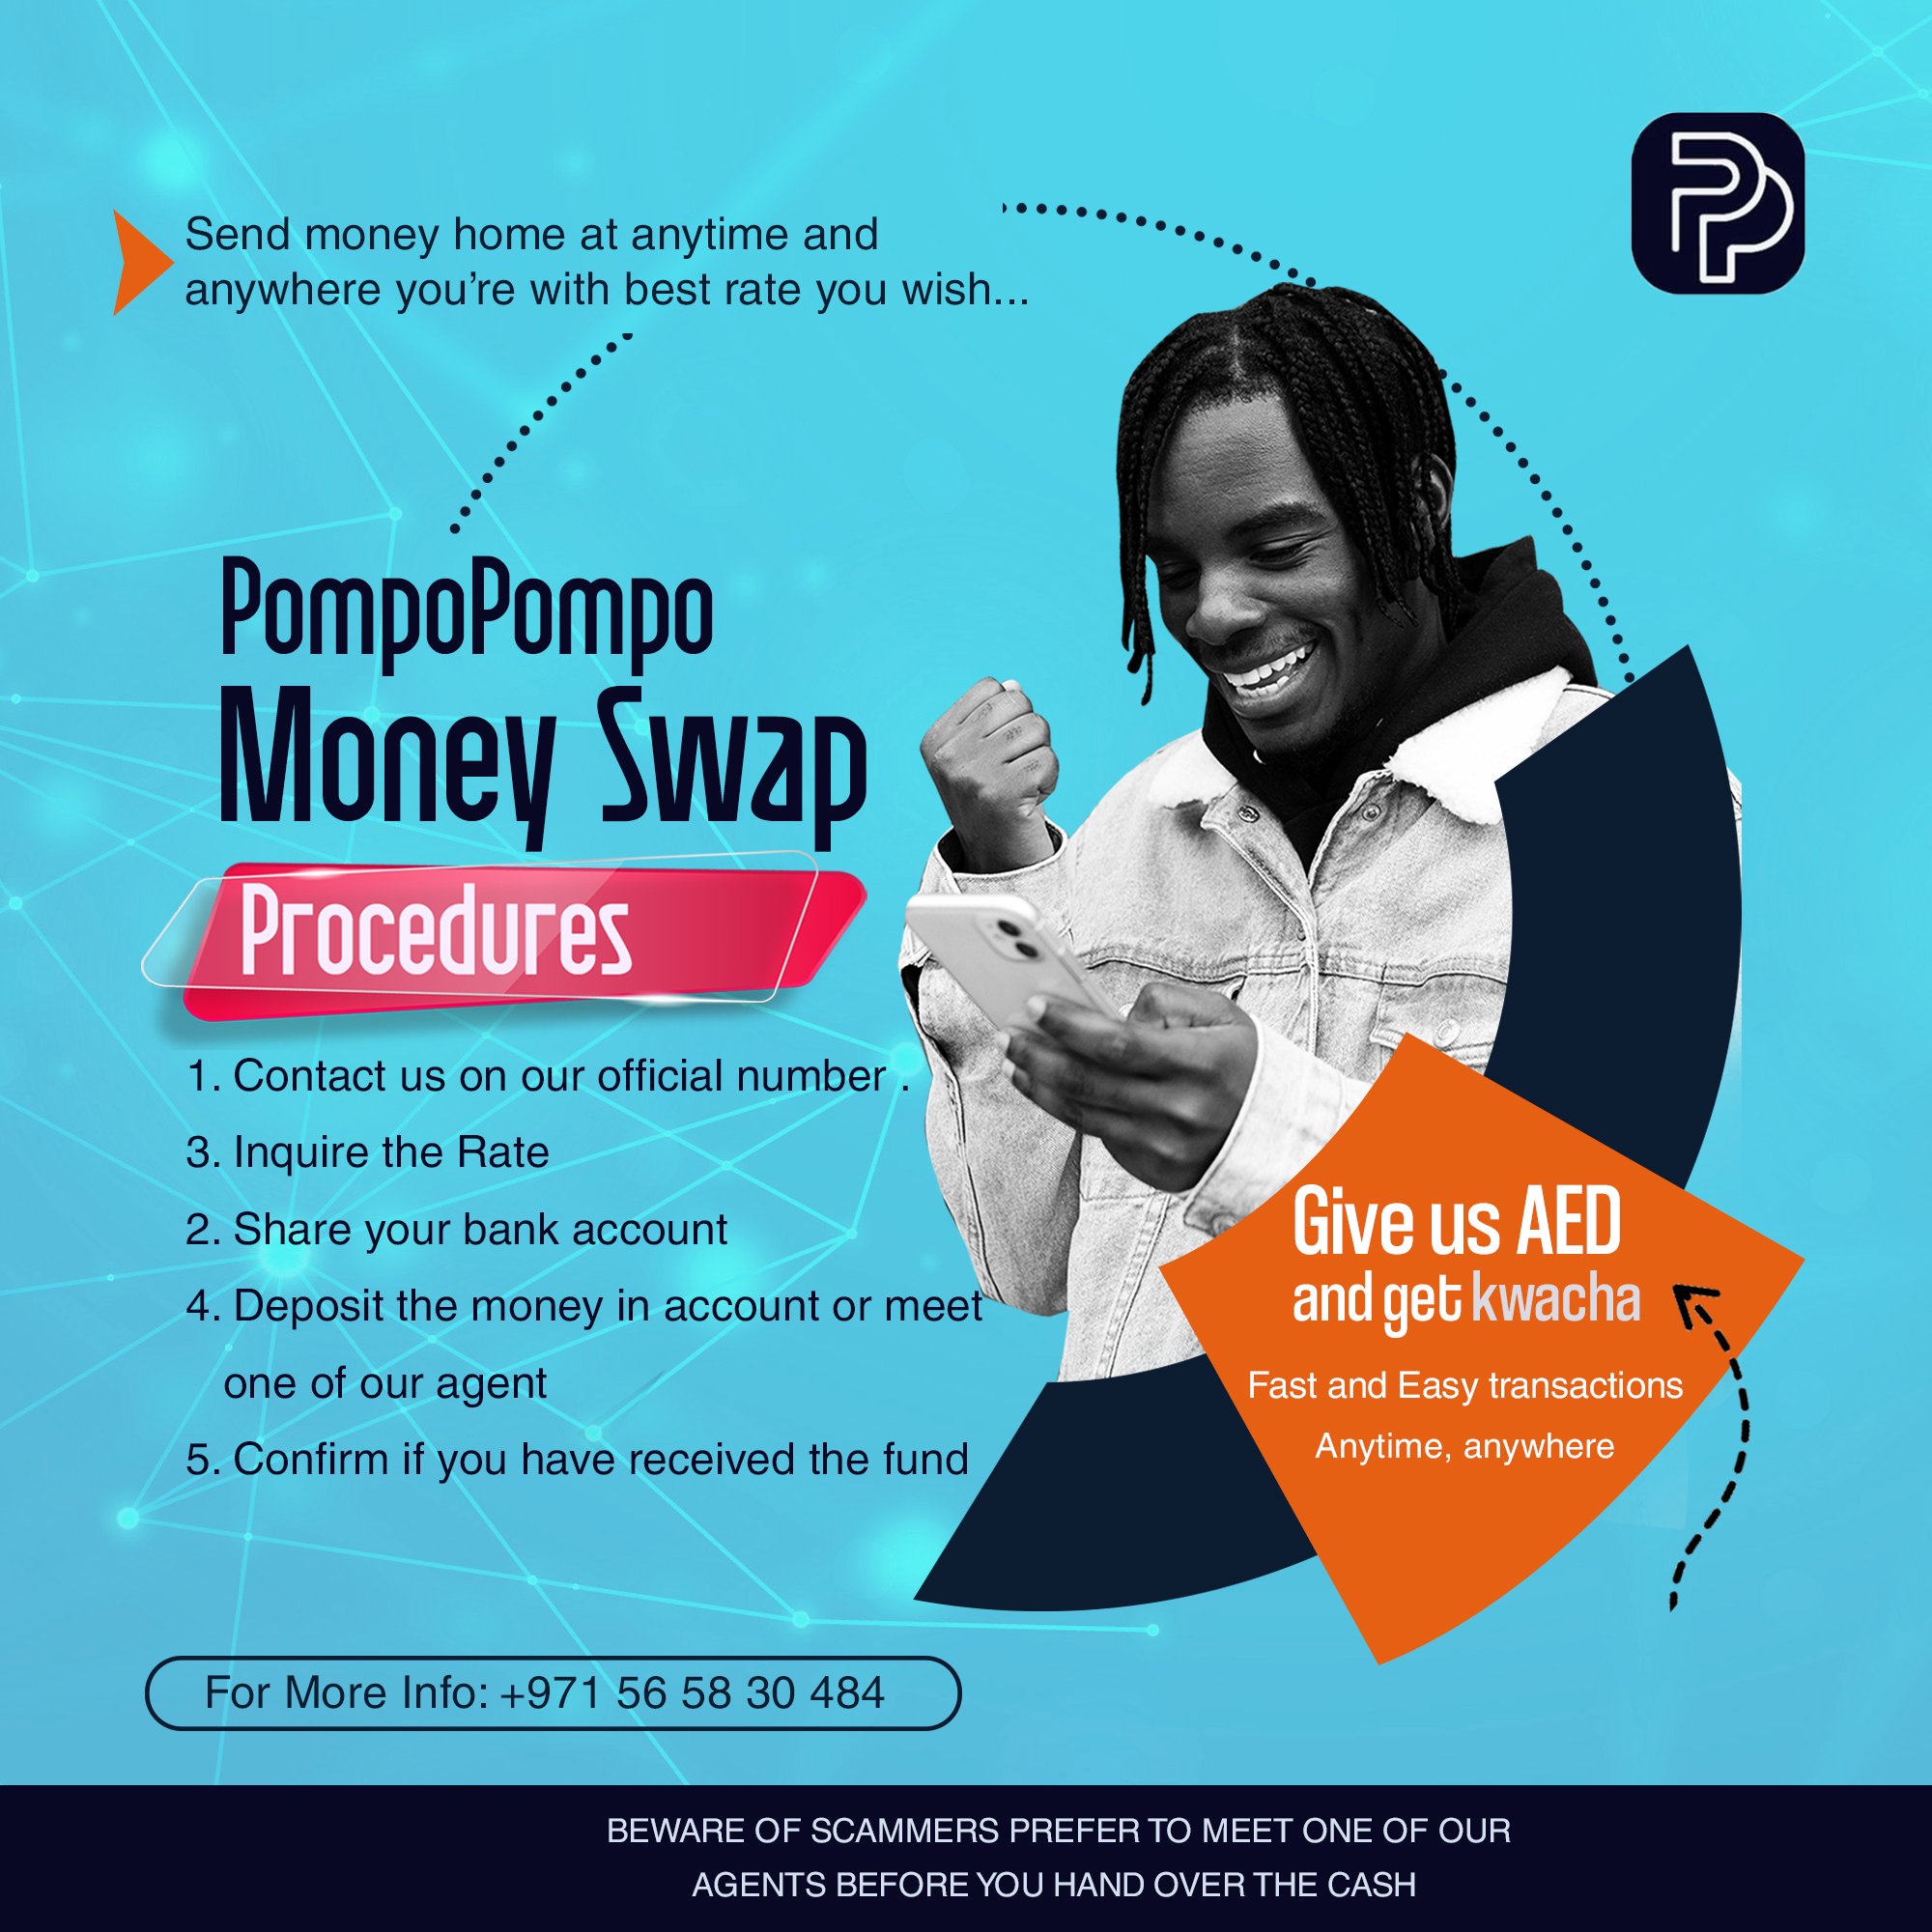 Send money home at anytime and
anywhere you’re with best rate you wish...
PompoPompo
Money Swap
Procedures
1. Contact us on our official number .
3. Inquire the Rate
2. Share your bank account
4. Deposit the money in account or meet
one of our agent
5. Confirm if you have received the fund
Give us AED
and get kwacha
Fast and Easy transactions
Anytime, anywhere
For More Info: +971 56 58 30 484
BEWARE OF SCAMMERS PREFER TO MEET ONE OF OUR
AGENTS BEFORE YOU HAND OVER THE CASH